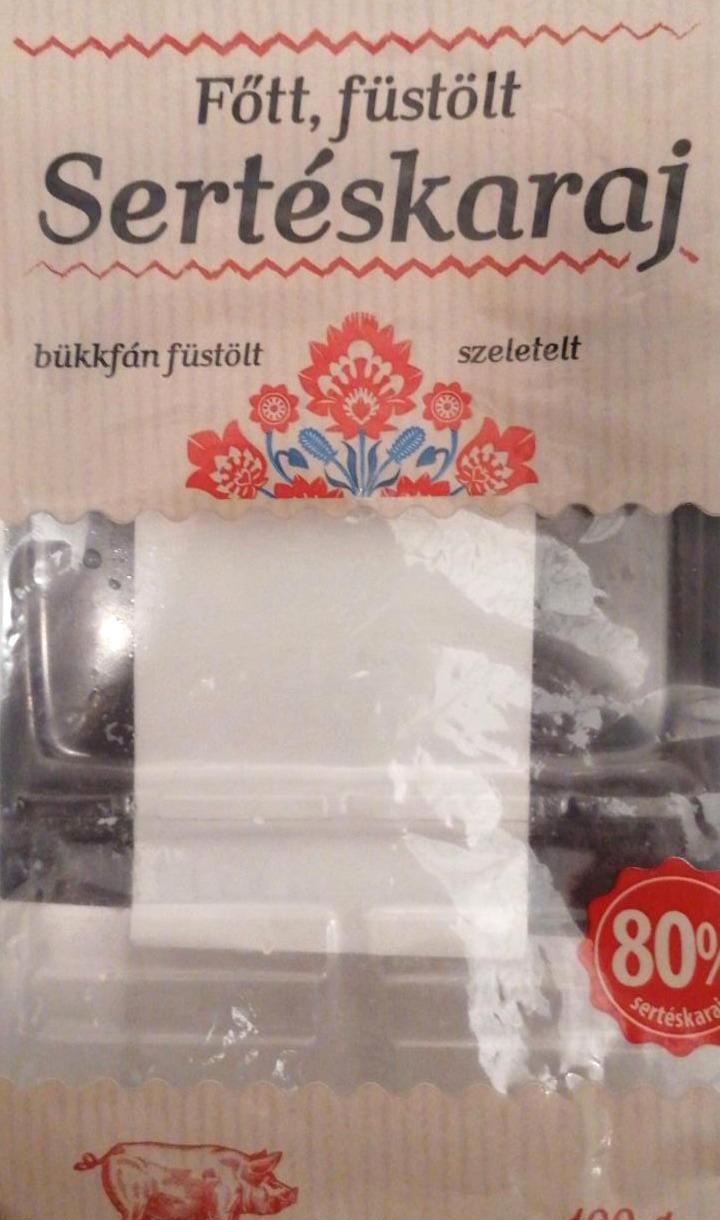 Főtt, füstölt
Sertéskaraj
bükkfán füstölt
szeletelt
80%
sertéskaraj